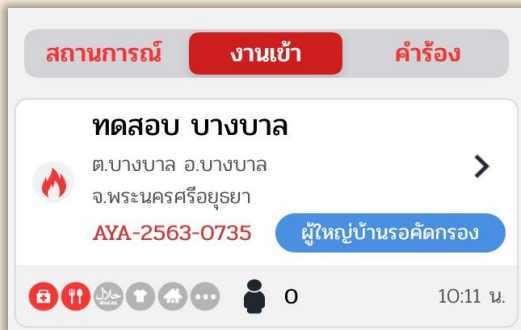 สถานการณ์ งานเข้า คำร้อง
ทดสอบ บางบาล
ต.บางบาล อ.บางบาล
จ.พระนครศรีอยุธยา
AYA-2563-0735 ผู้ใหญ่บ้านรอคัดกรอง
حلال HALAL 0 10:11 น.